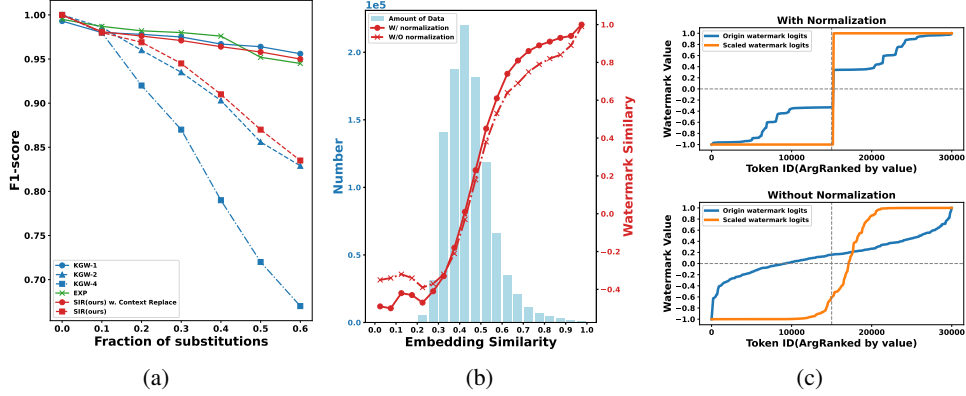 1.00
0.95
0.90
0.85
0.80
0.75
0.70
F1-score
KGW-1
KGW-2
KGW-4
EXP
SIR(ours) w. Context Replace
SIR(ours)
0.0 0.1 0.2 0.3 0.4 0.5 0.6
Fraction of substitutions
(a)
1e5
Amount of Data
W/ normalization
W/O normalization
2.0
1.5
1.0
0.5
0.0
Number
1.0
0.8
0.6
0.4
0.2
0.0
-0.2
-0.4
Watermark Similary
0.0 0.1 0.2 0.3 0.4 0.5 0.6 0.7 0.8 0.9 1.0
Embedding Similarity
(b)
With Normalization
Origin watermark logits
Scaled watermark logits
1.0
0.8
0.6
0.4
0.2
0.0
−0.2
−0.4
−0.6
−0.8
−1.0
Watermark Value
0 10000 20000 30000
Token ID(ArgRanked by value)
Without Normalization
Origin watermark logits
Scaled watermark logits
1.0
0.8
0.6
0.4
0.2
0.0
−0.2
−0.4
−0.6
−0.8
−1.0
Watermark Value
0 10000 20000 30000
Token ID(ArgRanked by value)
(c)